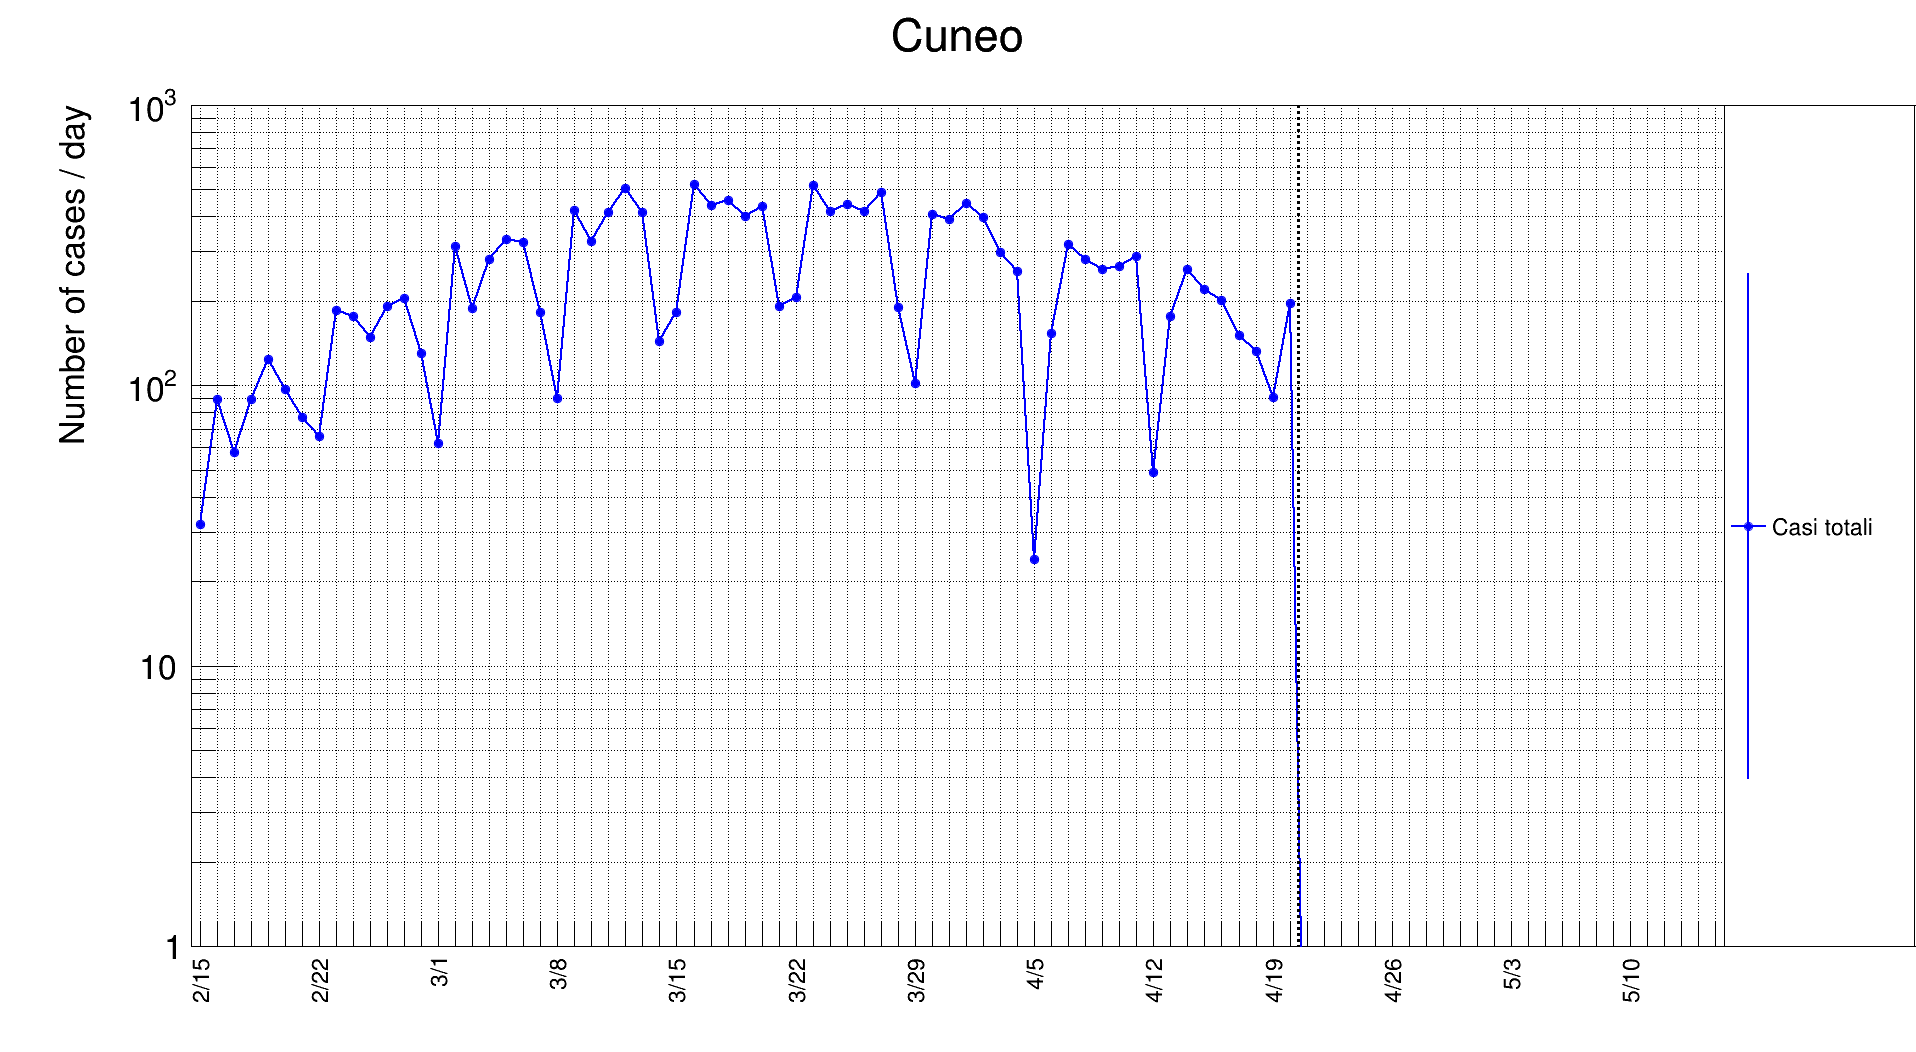 Cuneo
Number of cases / day
10³
10²
10
1
2/15 2/22 3/1 3/8 3/15 3/22 3/29 4/5 4/12 4/19 4/26 5/3 5/10
Casi totali